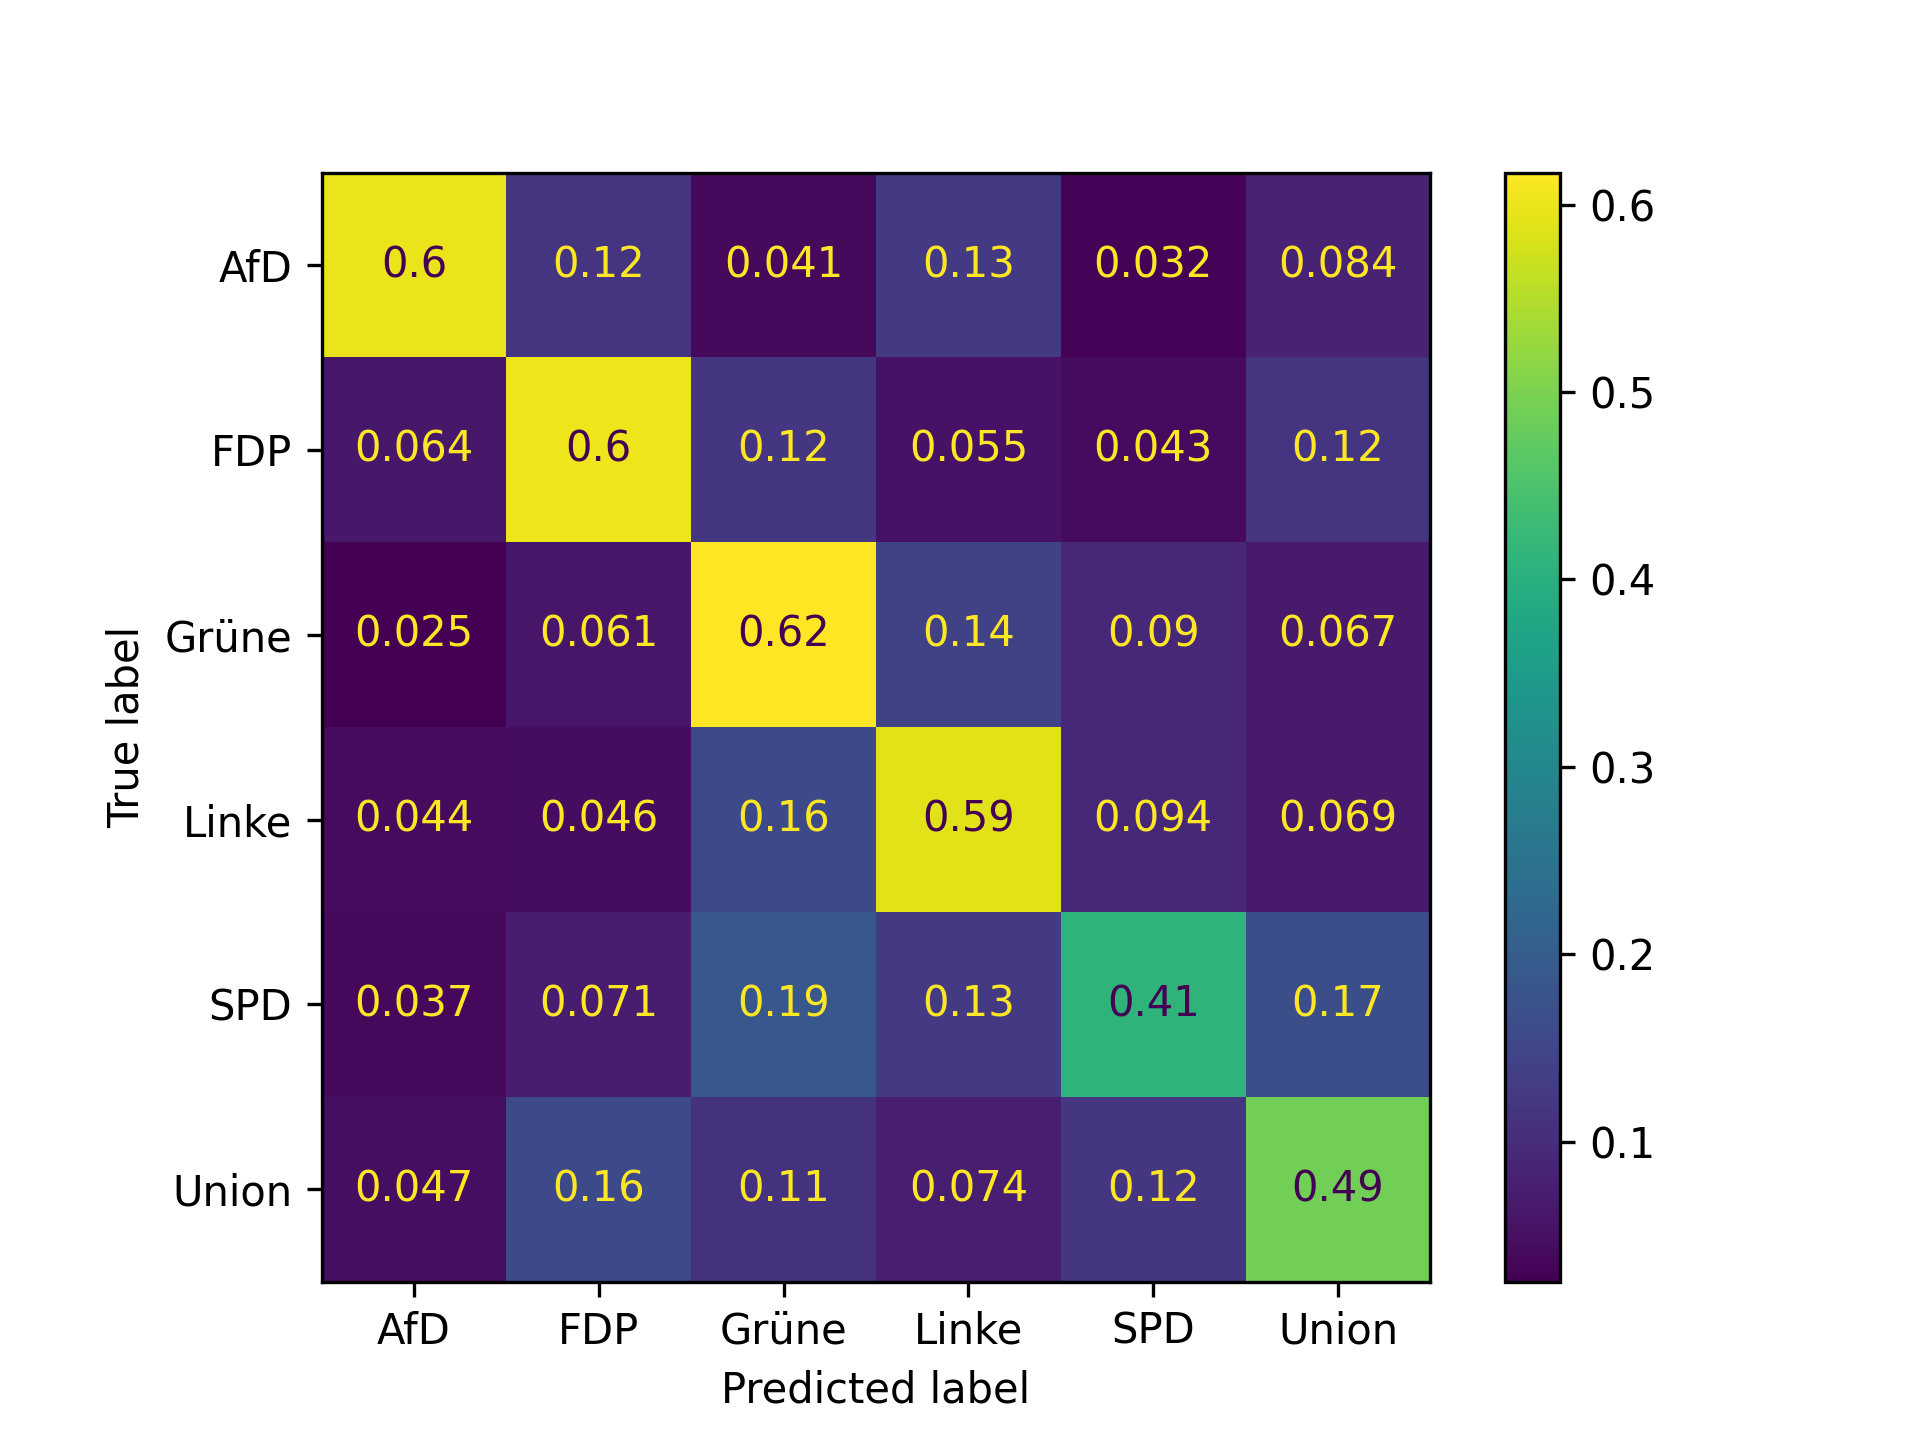 AfD 0.6 0.12 0.041 0.13 0.032 0.084 0.6
FDP 0.064 0.6 0.12 0.055 0.043 0.12 0.5
Grüne 0.025 0.061 0.62 0.14 0.09 0.067 0.4
True label
Linke 0.044 0.046 0.16 0.59 0.094 0.069 0.3
SPD 0.037 0.071 0.19 0.13 0.41 0.17 0.2
Union 0.047 0.16 0.11 0.074 0.12 0.49 0.1
AfD FDP Grüne Linke SPD Union
Predicted label